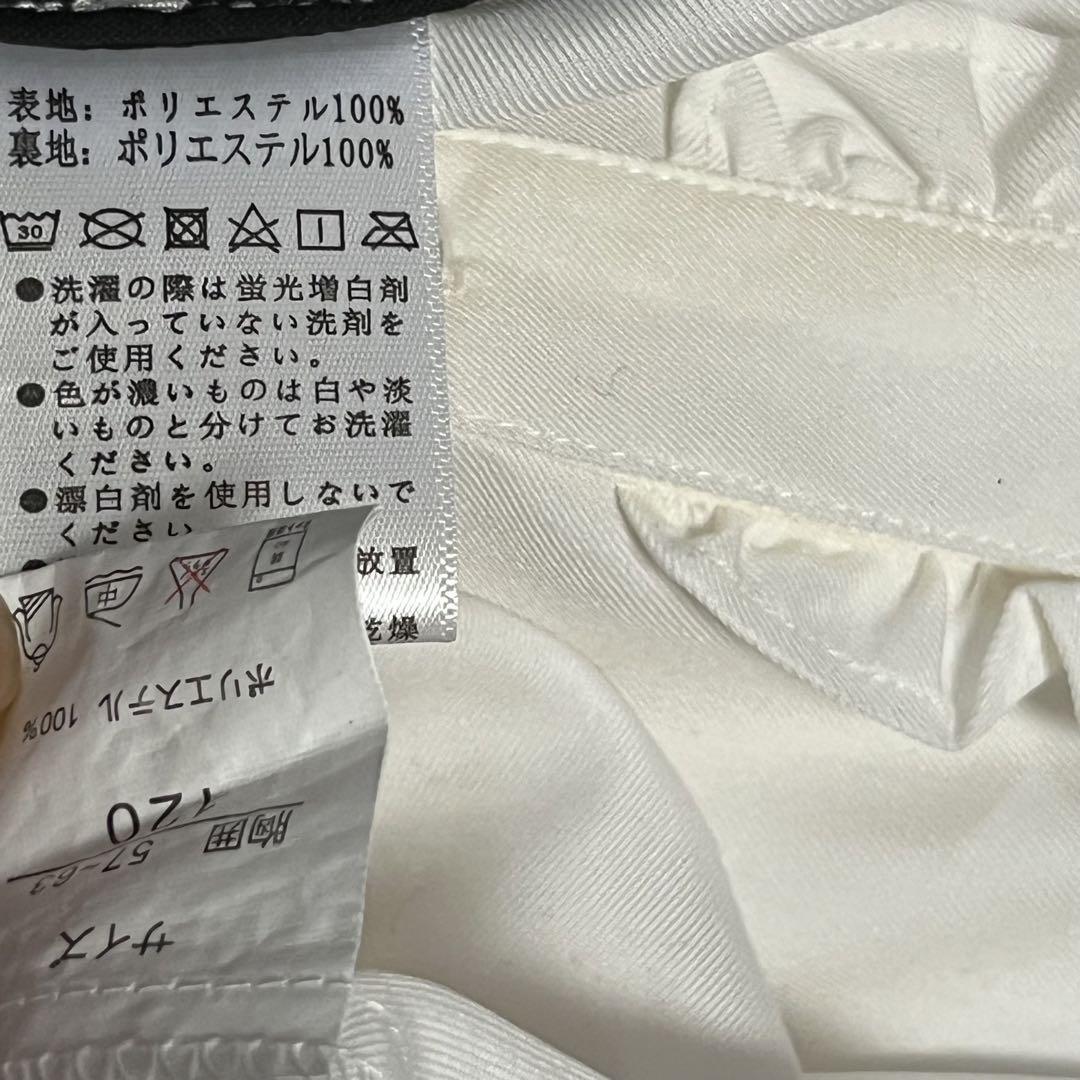 表地: ポリエステル100%
裏地: ポリエステル100%
30
●洗濯の際は蛍光増白剤
が入っていない洗剤を
ご使用ください。
●色が濃いものは白や淡
いものと分けてお洗濯
ください。
●漂白剤を使用しないで
ください
放置
乾燥
サイズ
胸囲 57~63
120
ポリエステル 100%
中